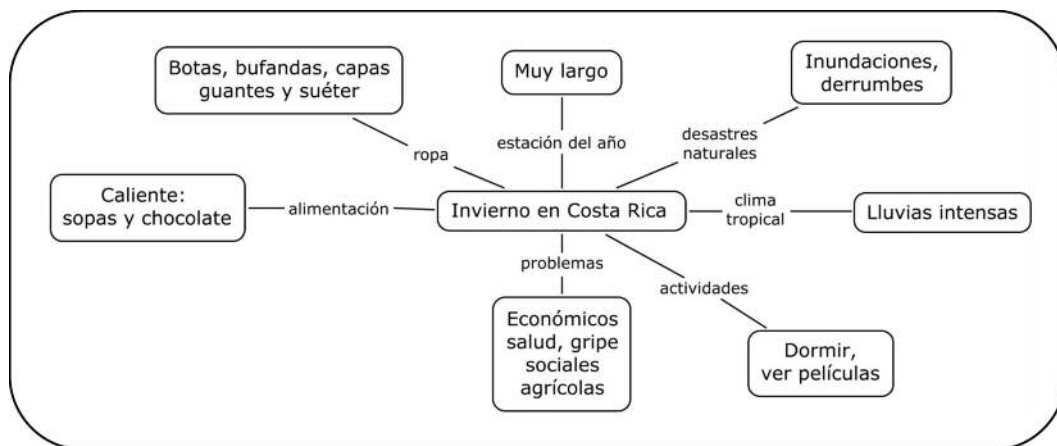 Botas, bufandas, capas
guantes y suéter
Muy largo
Inundaciones,
derrumbes
ropa
estación del año
desastres
naturales
Caliente:
sopas y chocolate
alimentación
Invierno en Costa Rica
clima
tropical
Lluvias intensas
problemas
actividades
Económicos
salud, gripe
sociales
agrícolas
Dormir,
ver películas